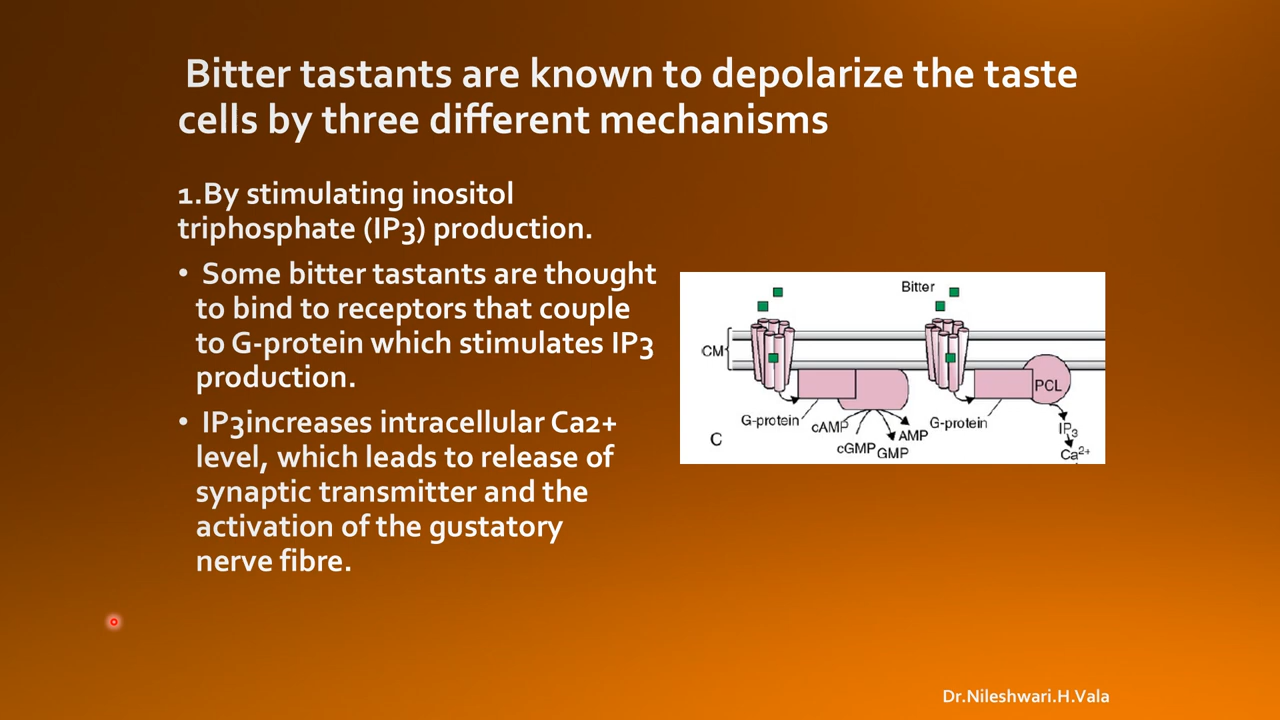 Bitter tastants are known to depolarize the taste
cells by three different mechanisms
1.By stimulating inositol
triphosphate (IP3) production.
• Some bitter tastants are thought
to bind to receptors that couple
to G-protein which stimulates IP3
production.
• IP3increases intracellular Ca2+
level, which leads to release of
synaptic transmitter and the
activation of the gustatory
nerve fibre.
Bitter
CM
PCL
G-protein
cAMP
cGMP
GMP
AMP
G-protein
IP3
Ca2+
C
Dr.Nileshwari.H.Vala